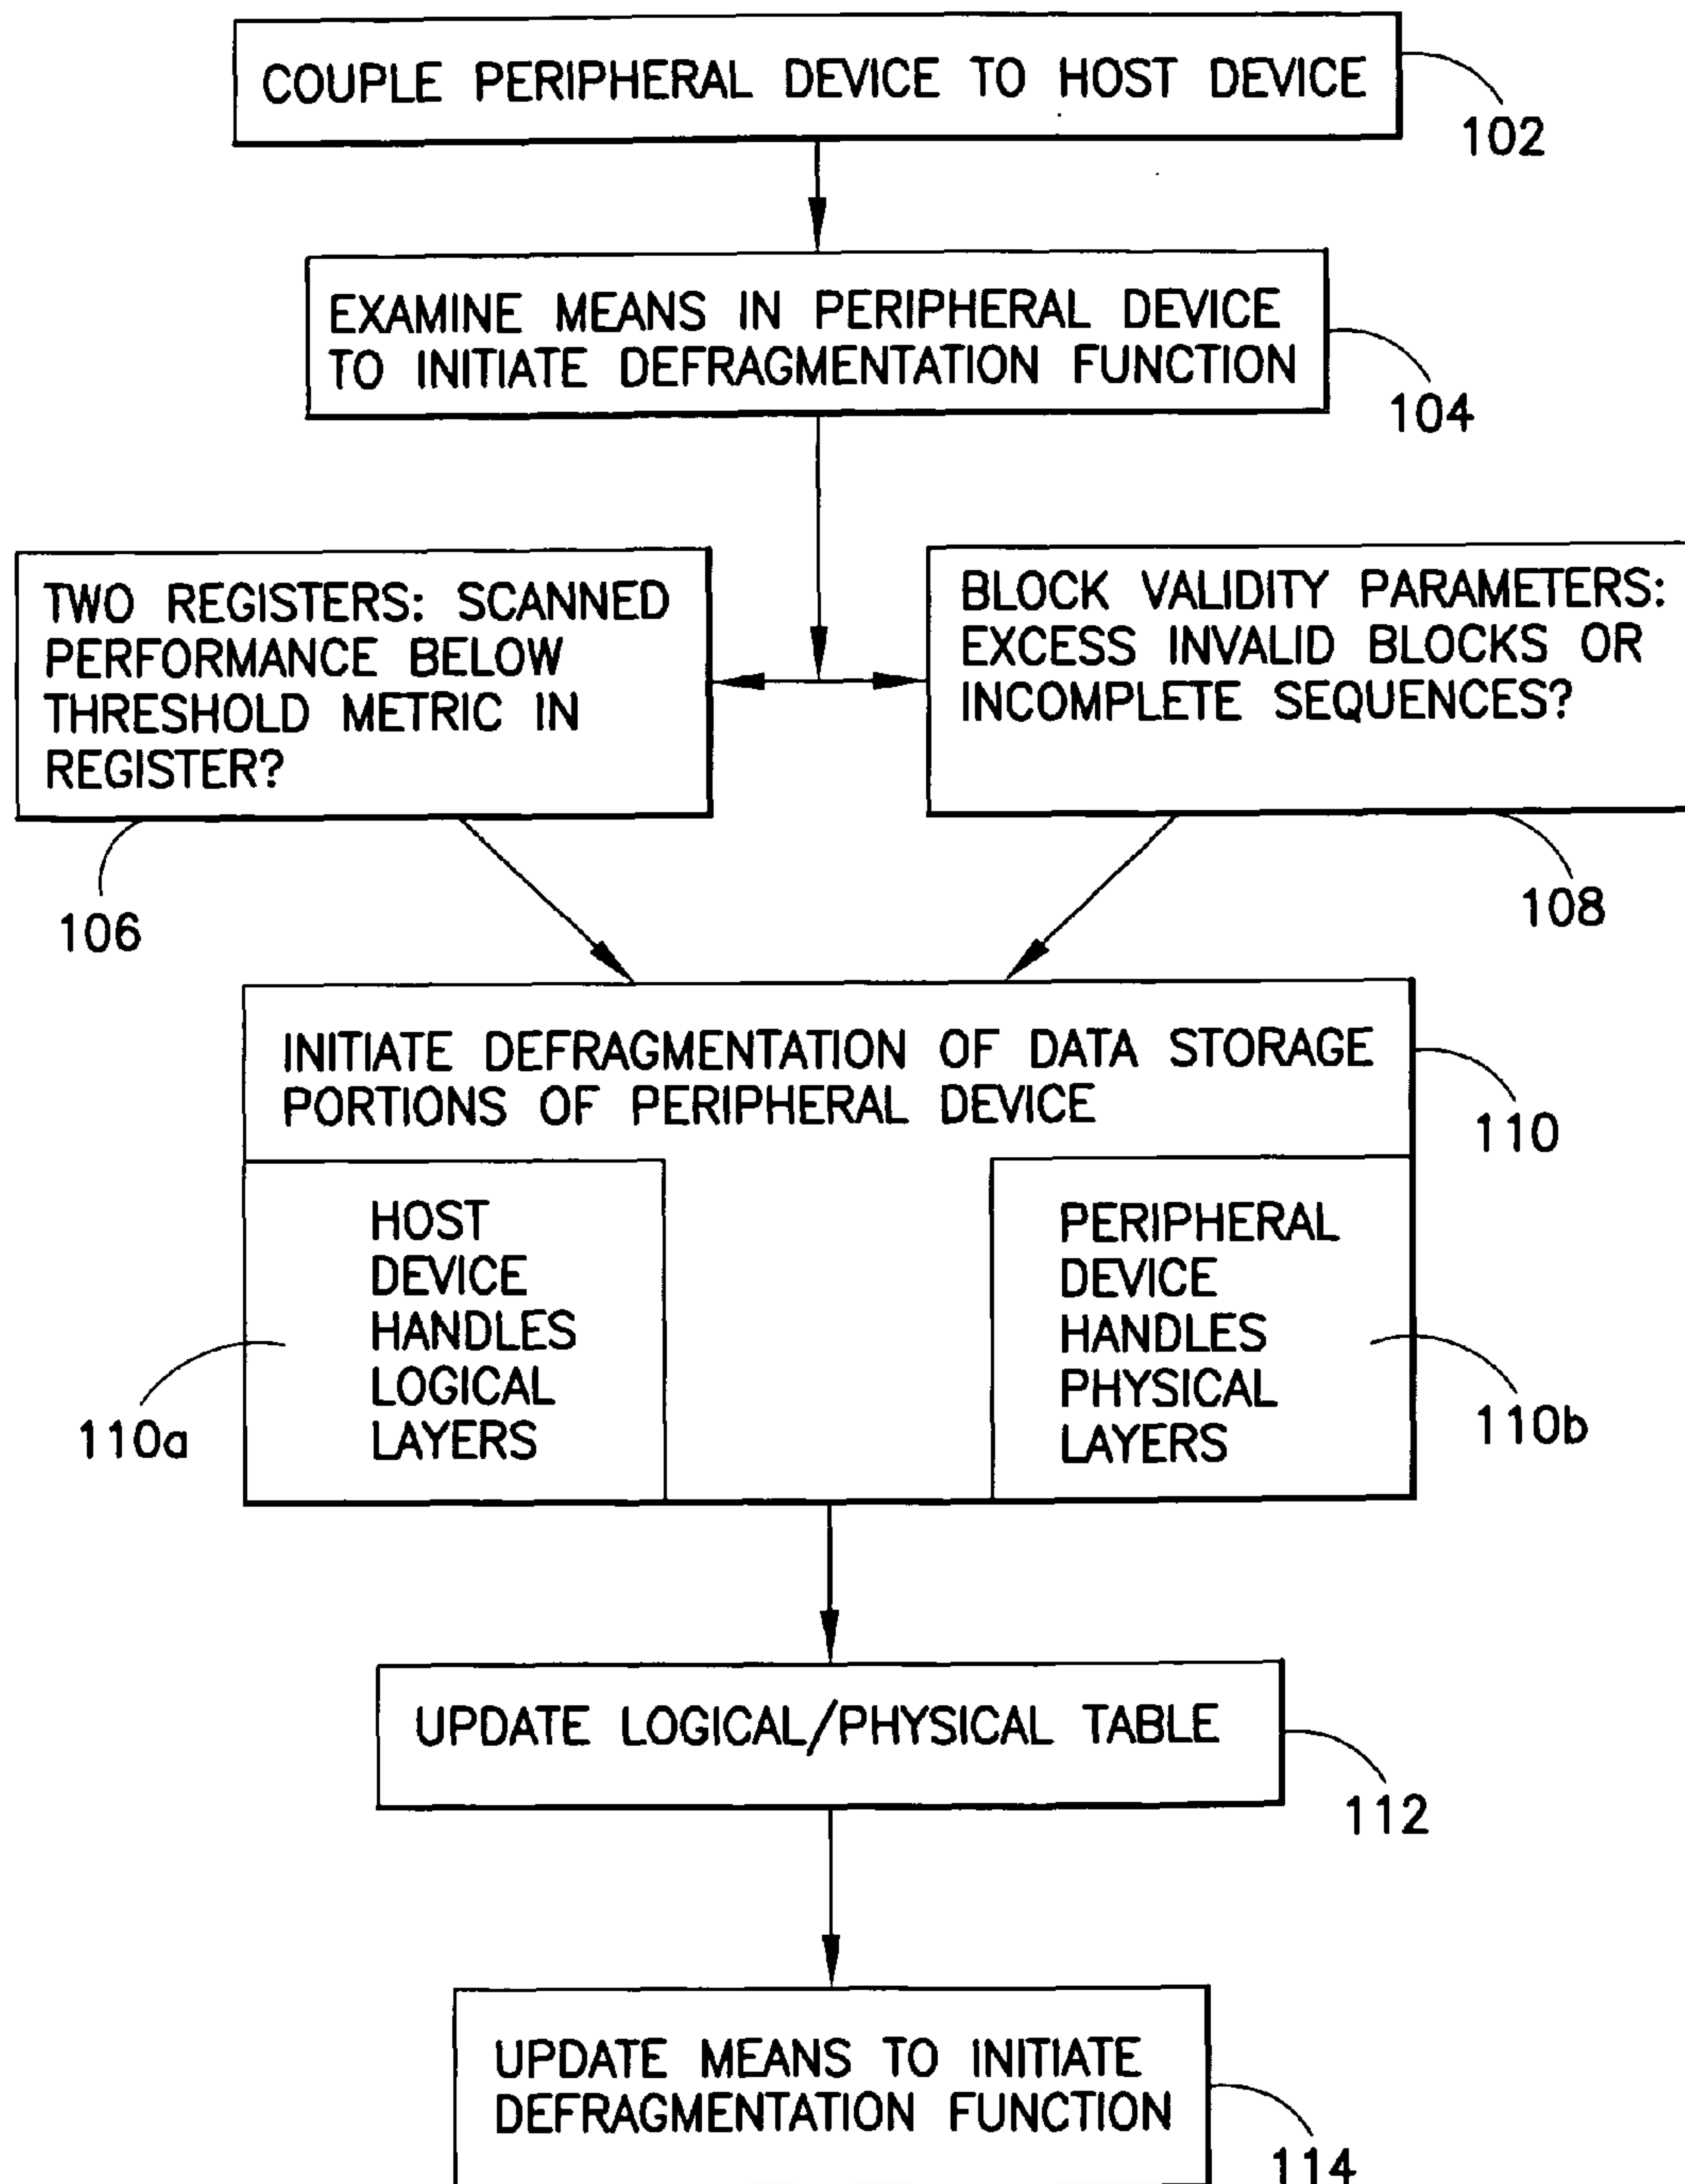 COUPLE PERIPHERAL DEVICE TO HOST DEVICE
102
EXAMINE MEANS IN PERIPHERAL DEVICE
TO INITIATE DEFRAGMENTATION FUNCTION
104
TWO REGISTERS: SCANNED
PERFORMANCE BELOW
THRESHOLD METRIC IN
REGISTER?
106
BLOCK VALIDITY PARAMETERS:
EXCESS INVALID BLOCKS OR
INCOMPLETE SEQUENCES?
108
INITIATE DEFRAGMENTATION OF DATA STORAGE
PORTIONS OF PERIPHERAL DEVICE
110
HOST
DEVICE
HANDLES
LOGICAL
LAYERS
110a
PERIPHERAL
DEVICE
HANDLES
PHYSICAL
LAYERS
110b
UPDATE LOGICAL/PHYSICAL TABLE
112
UPDATE MEANS TO INITIATE
DEFRAGMENTATION FUNCTION
114